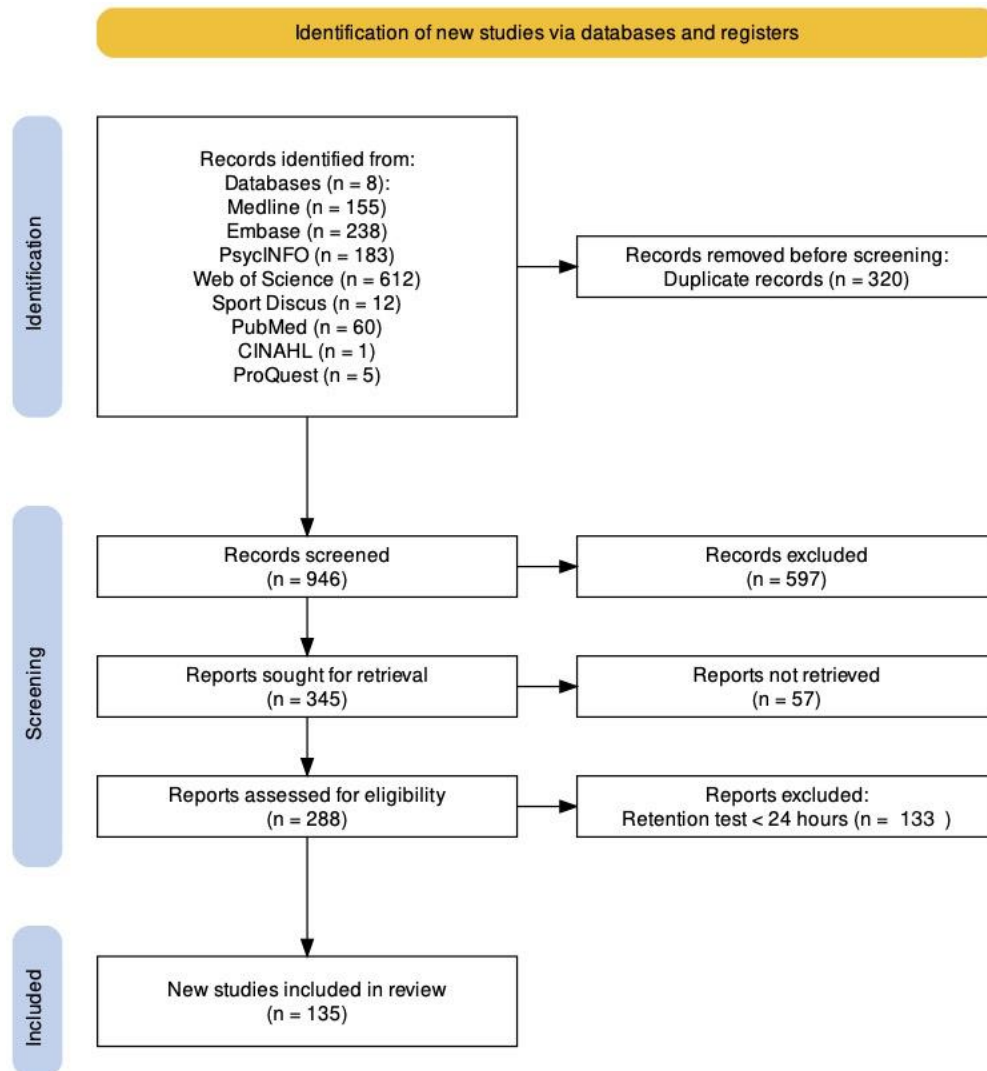 Identification of new studies via databases and registers
Identification
Records identified from:
Databases (n = 8):
Medline (n = 155)
Embase (n = 238)
PsycINFO (n = 183)
Web of Science (n = 612)
Sport Discus (n = 12)
PubMed (n = 60)
CINAHL (n = 1)
ProQuest (n = 5)
Records removed before screening:
Duplicate records (n = 320)
Screening
Records screened
(n = 946)
Records excluded
(n = 597)
Reports sought for retrieval
(n = 345)
Reports not retrieved
(n = 57)
Reports assessed for eligibility
(n = 288)
Reports excluded:
Retention test < 24 hours (n =  133  )
Included
New studies included in review
(n = 135)